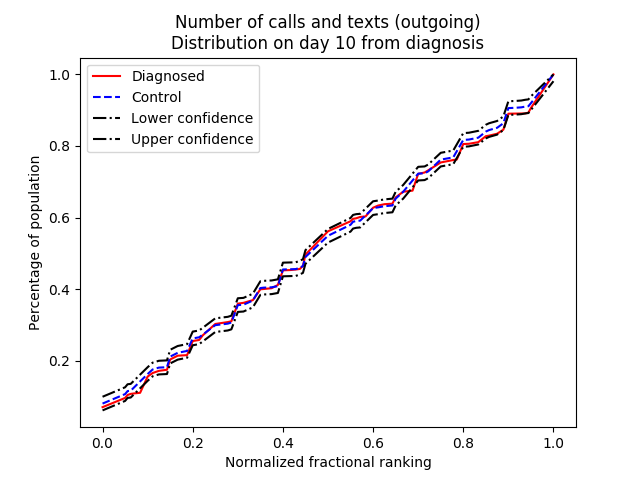 Number of calls and texts (outgoing)
Distribution on day 10 from diagnosis
Diagnosed
Control
Lower confidence
Upper confidence
Percentage of population
1.0
0.8
0.6
0.4
0.2
0.0 0.2 0.4 0.6 0.8 1.0
Normalized fractional ranking